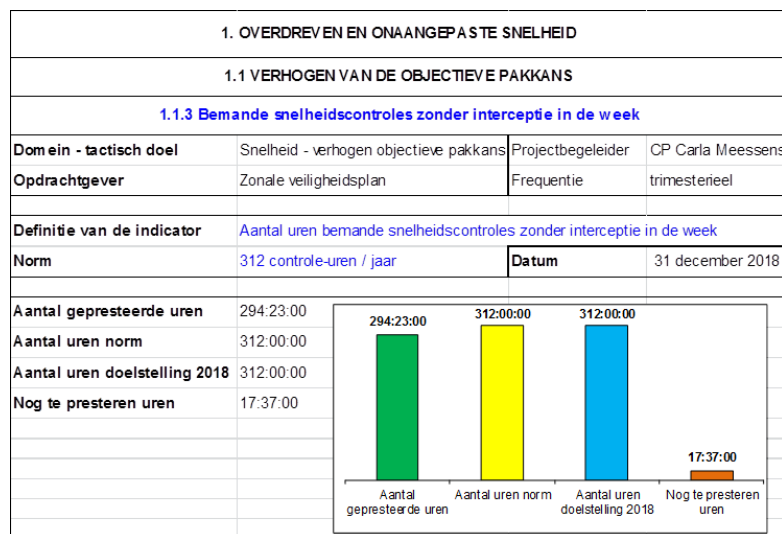 1. OVERDREVEN EN ONAANGEPASTE SNELHEID
1.1 VERHOGEN VAN DE OBJECTIEVE PAKKANS
1.1.3 Bemande snelheidscontroles zonder interceptie in de week
Domein - tactisch doel Snelheid - verhogen objectieve pakkans Projectbegeleider CP Carla Meessens
Opdrachtgever Zonale veiligheidsplan Frequentie trimesterieel
Definitie van de indicator Aantal uren bemande snelheidscontroles zonder interceptie in de week
Norm 312 controle-uren / jaar Datum 31 december 2018
Aantal gepresteerde uren 294:23:00
Aantal uren norm 312:00:00
Aantal uren doelstelling 2018 312:00:00
Nog te presteren uren 17:37:00
294:23:00 312:00:00 312:00:00 17:37:00
Aantal gepresteerde uren
Aantal uren norm
Aantal uren doelstelling 2018
Nog te presteren uren